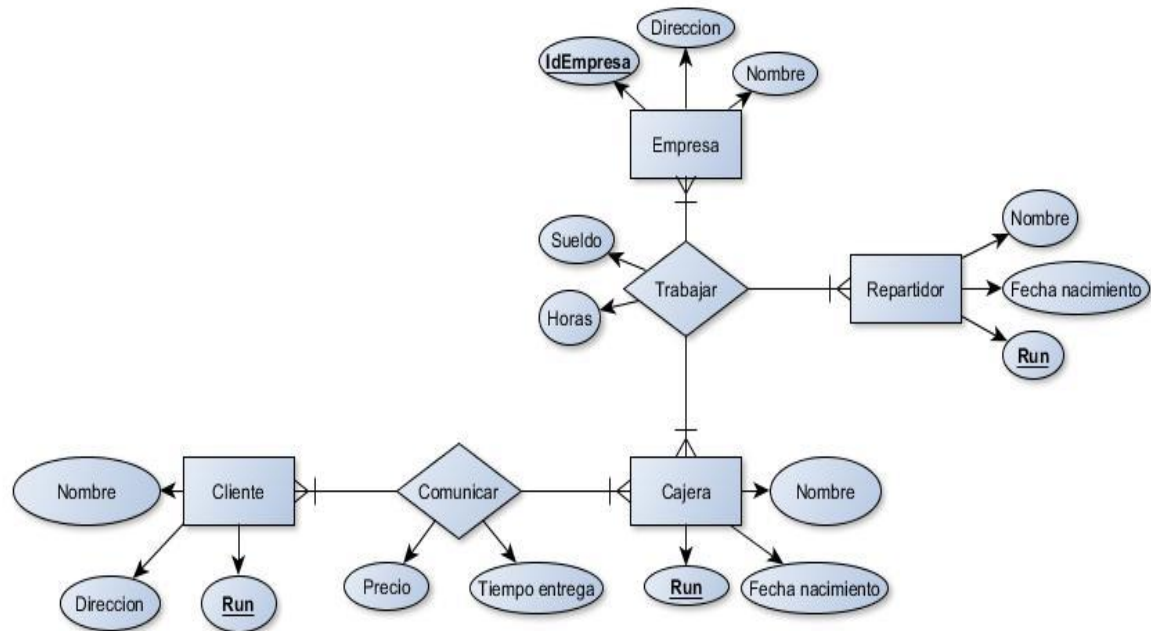 Direccion
IdEmpresa
Nombre
Empresa
Nombre
Sueldo
Trabajar
Repartidor
Fecha nacimiento
Horas
Run
Nombre
Cliente
Comunicar
Cajera
Nombre
Direccion
Run
Precio
Tiempo entrega
Run
Fecha nacimiento